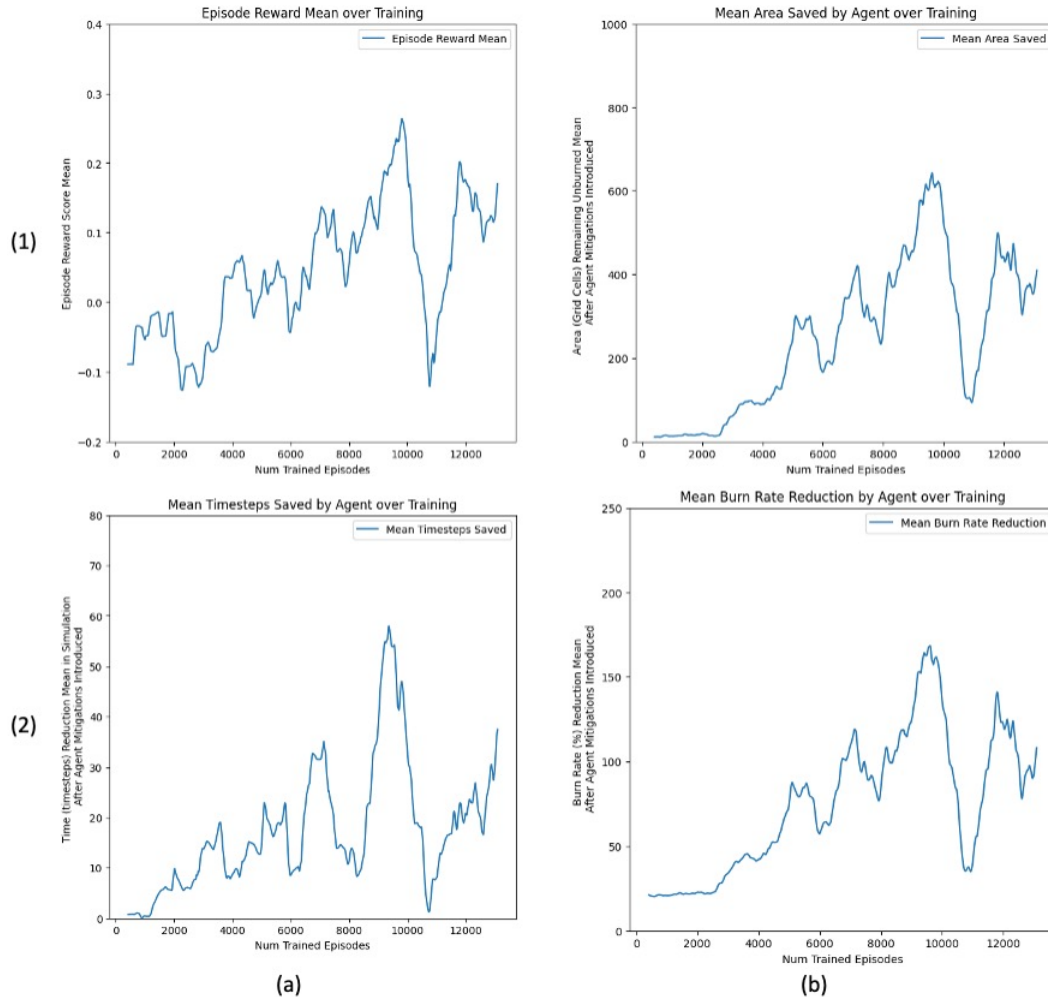 Episode Reward Mean over Training
Episode Reward Mean
Episode Reward Score Mean
0.4
0.3
0.2
0.1
0.0
−0.1
−0.2
0 2000 4000 6000 8000 10000 12000
Num Trained Episodes
Mean Area Saved by Agent over Training
Mean Area Saved
Area (Grid Cells) Remaining Unburned Mean
After Agent Mitigations Introduced
1000
800
600
400
200
0
0 2000 4000 6000 8000 10000 12000
Num Trained Episodes
(1)
Mean Timesteps Saved by Agent over Training
Mean Timesteps Saved
Time (timesteps) Reduction Mean in Simulation
After Agent Mitigations Introduced
80
70
60
50
40
30
20
10
0
0 2000 4000 6000 8000 10000 12000
Num Trained Episodes
Mean Burn Rate Reduction by Agent over Training
Mean Burn Rate Reduction
Burn Rate (%) Reduction Mean
After Agent Mitigations Introduced
250
200
150
100
50
0
0 2000 4000 6000 8000 10000 12000
Num Trained Episodes
(2)
(a)
(b)